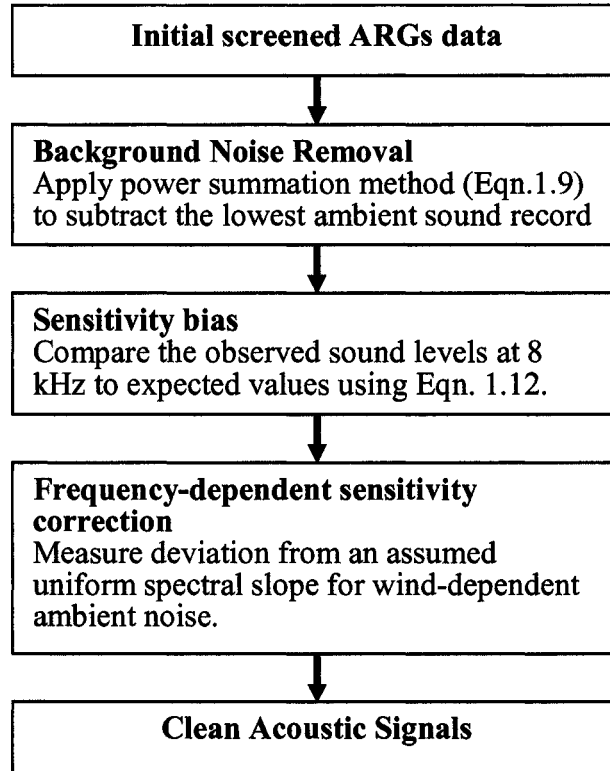 Initial screened ARGs data
Background Noise Removal
Apply power summation method (Eqn.1.9)
to subtract the lowest ambient sound record
Sensitivity bias
Compare the observed sound levels at 8
kHz to expected values using Eqn. 1.12.
Frequency-dependent sensitivity
correction
Measure deviation from an assumed
uniform spectral slope for wind-dependent
ambient noise.
Clean Acoustic Signals